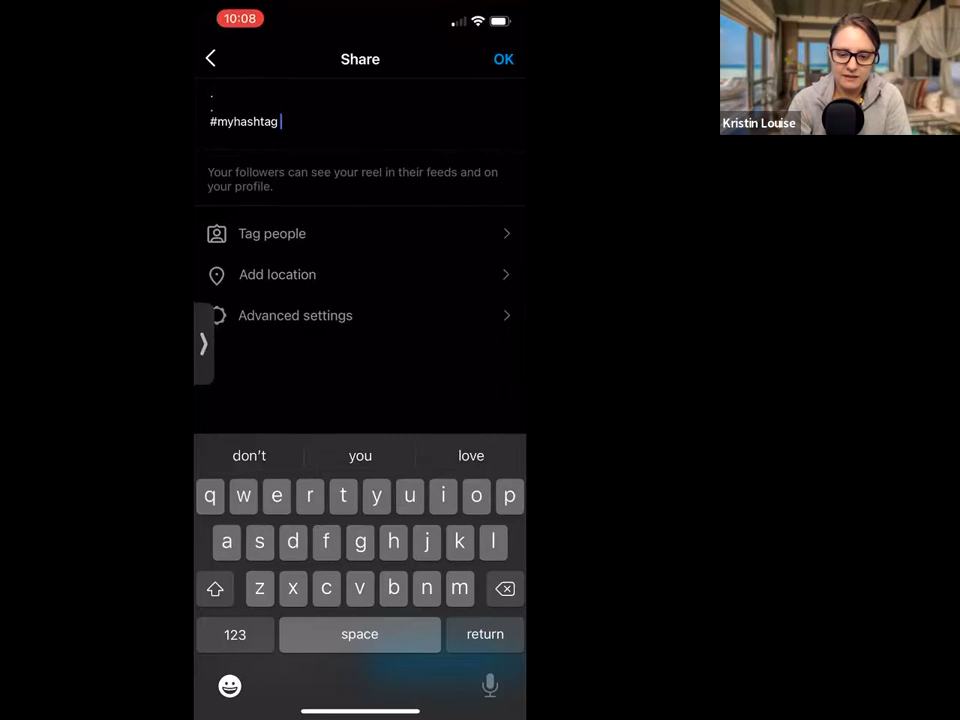 10:08
Share
OK
.
.
#myhashtag
Your followers can see your reel in their feeds and on
your profile.
Tag people
Add location
Advanced settings
don't
you
love
q w e r t y u i o p
a s d f g h j k l
z x c v b n m
123
space
return
Kristin Louise